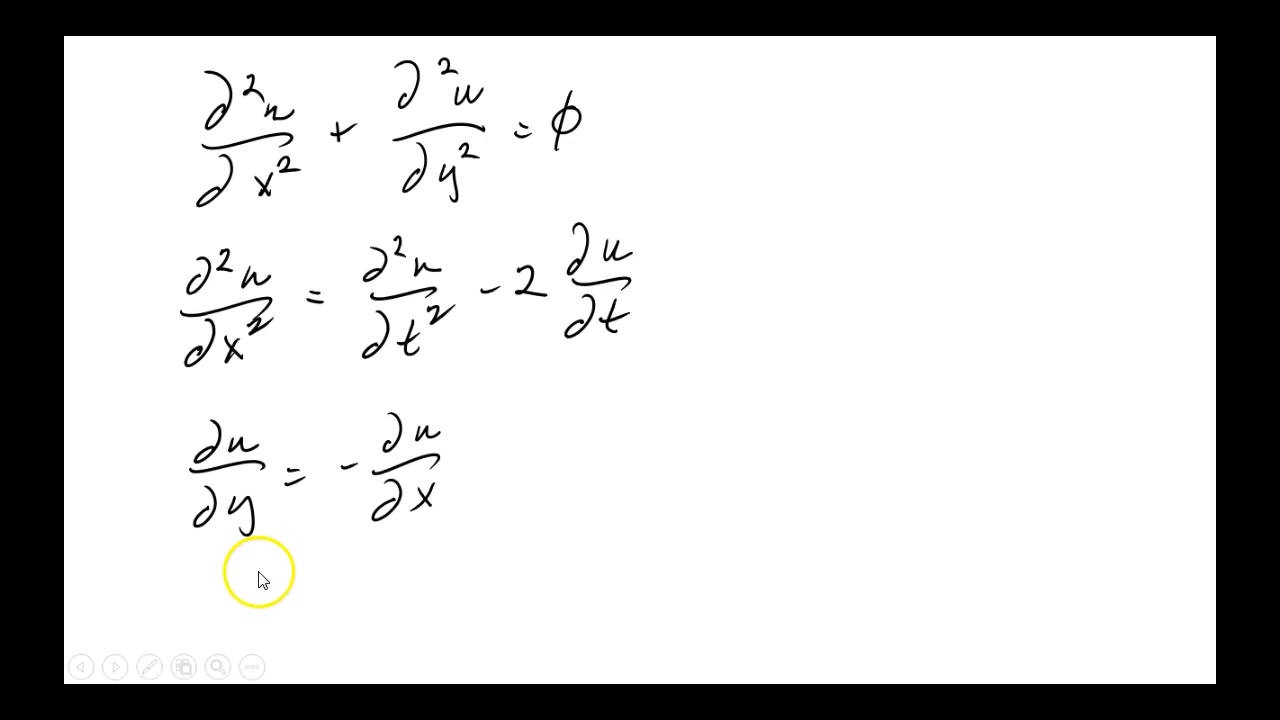 ∂²u/∂x² + ∂²u/∂y² = ϕ
∂²u/∂x² = ∂²u/∂t² - 2 ∂u/∂t
∂u/∂y = - ∂u/∂x